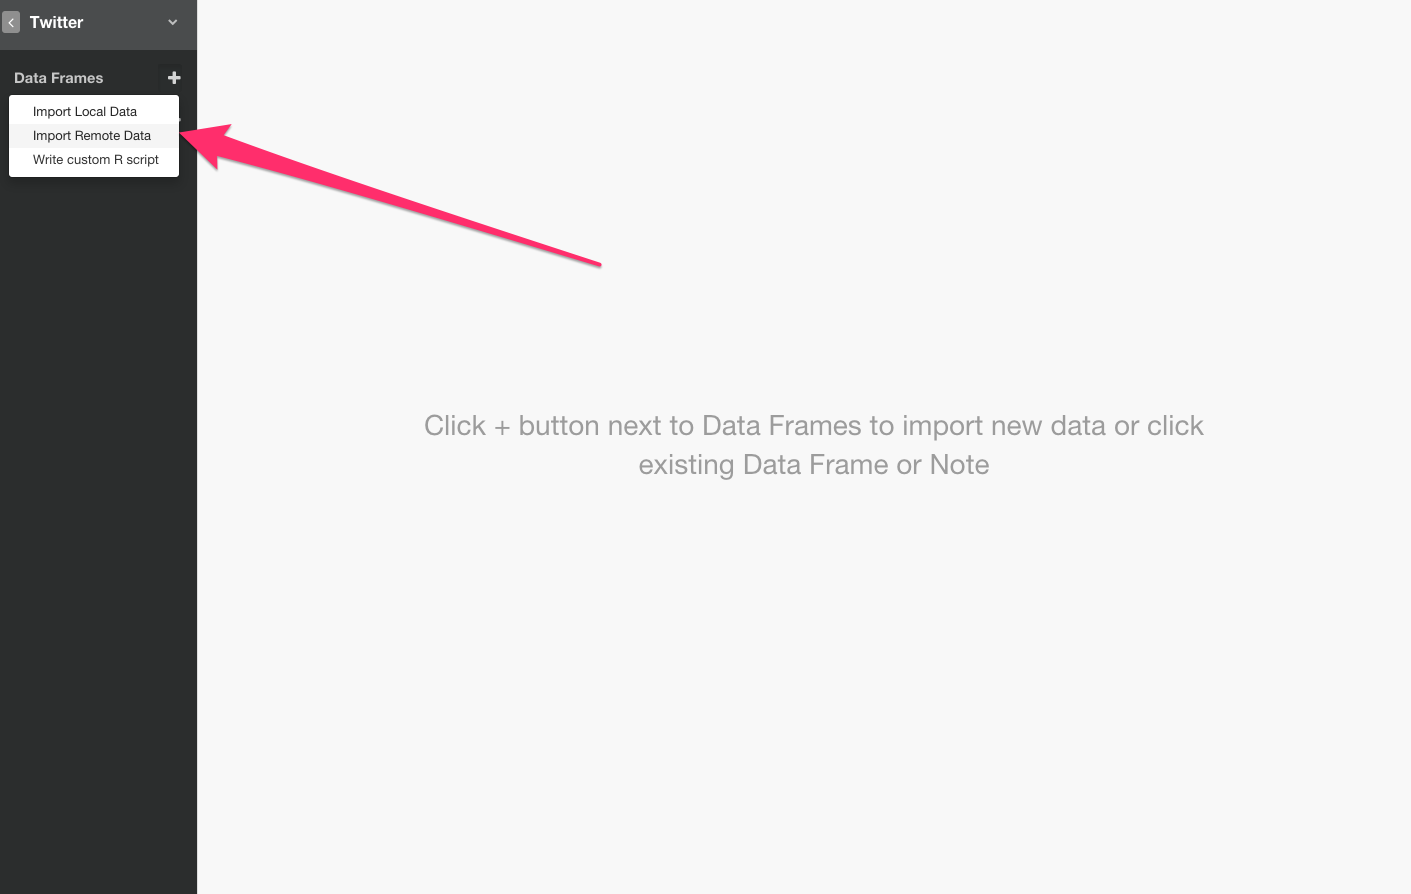 Twitter
Data Frames
Import Local Data
Import Remote Data
Write custom R script
Click + button next to Data Frames to import new data or click
existing Data Frame or Note